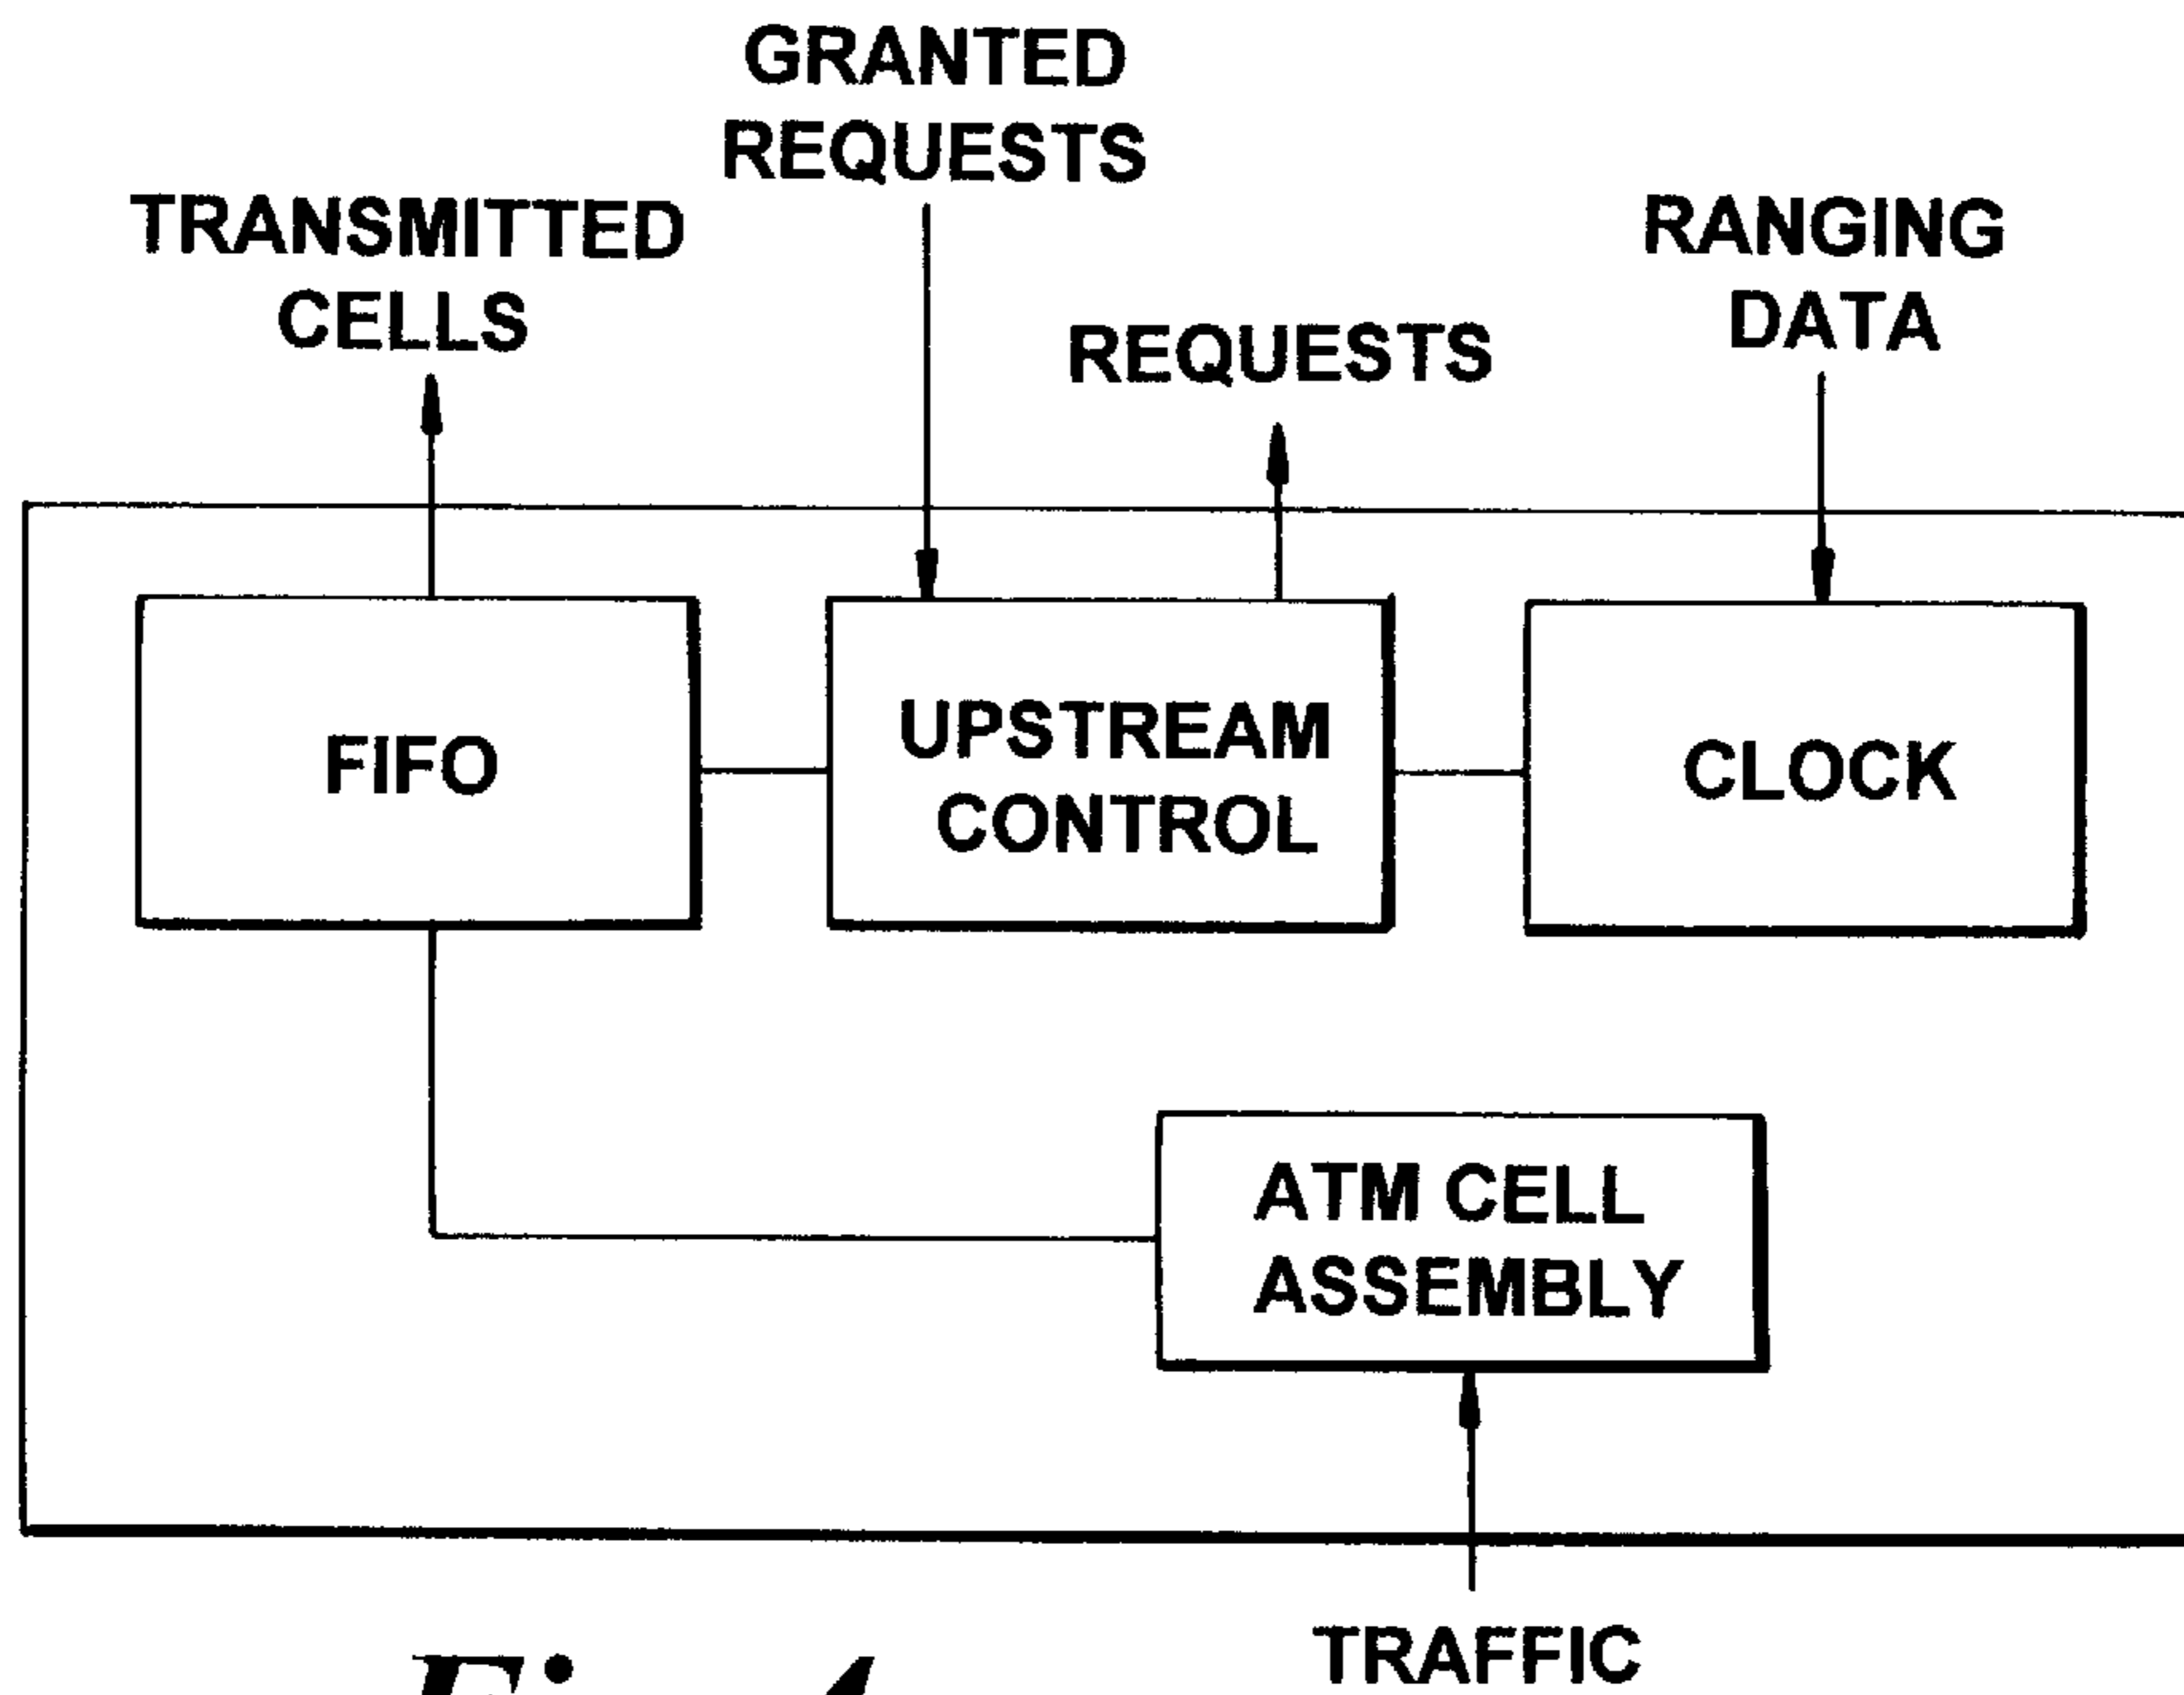 GRANTED
REQUESTS
TRANSMITTED
CELLS
RANGING
DATA
REQUESTS
FIFO
UPSTREAM
CONTROL
CLOCK
ATM CELL
ASSEMBLY
TRAFFIC